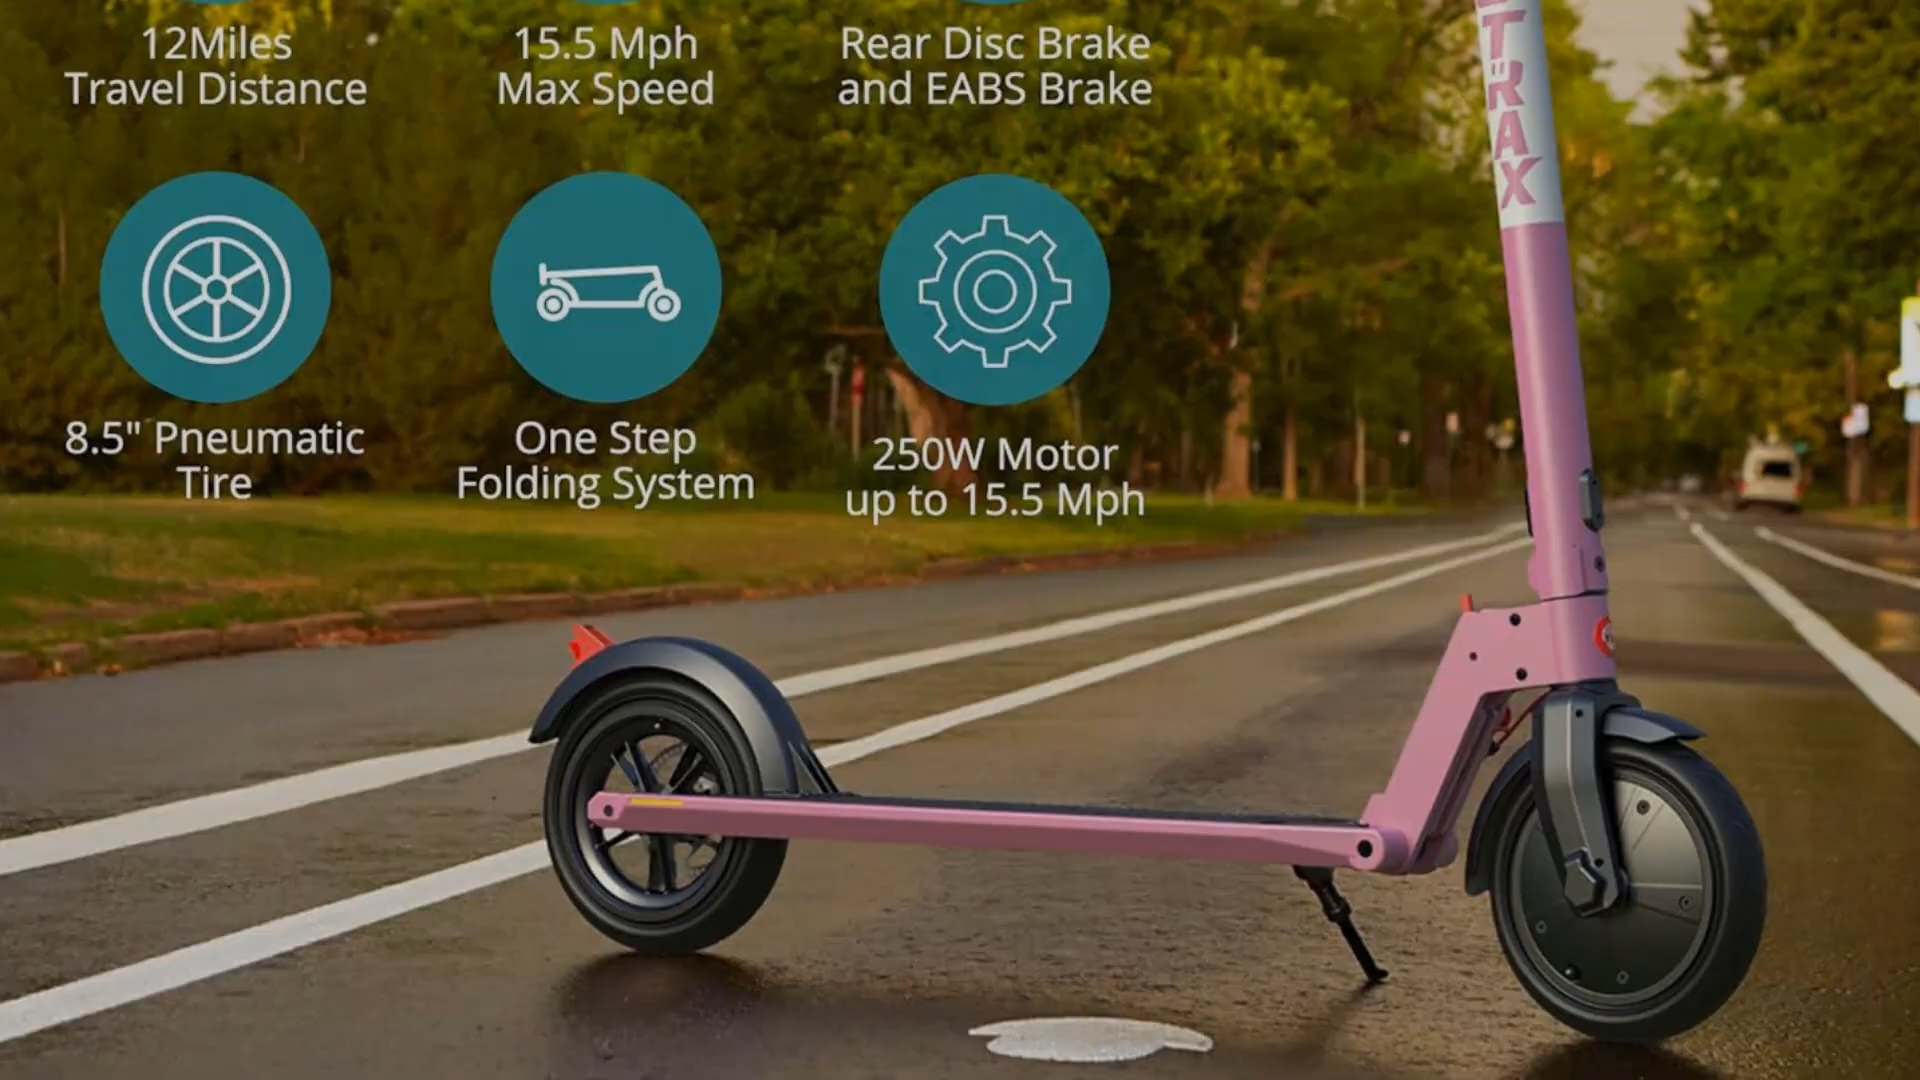 12Miles
Travel Distance
15.5 Mph
Max Speed
Rear Disc Brake
and EABS Brake
TRAX
8.5" Pneumatic
Tire
One Step
Folding System
250W Motor
up to 15.5 Mph